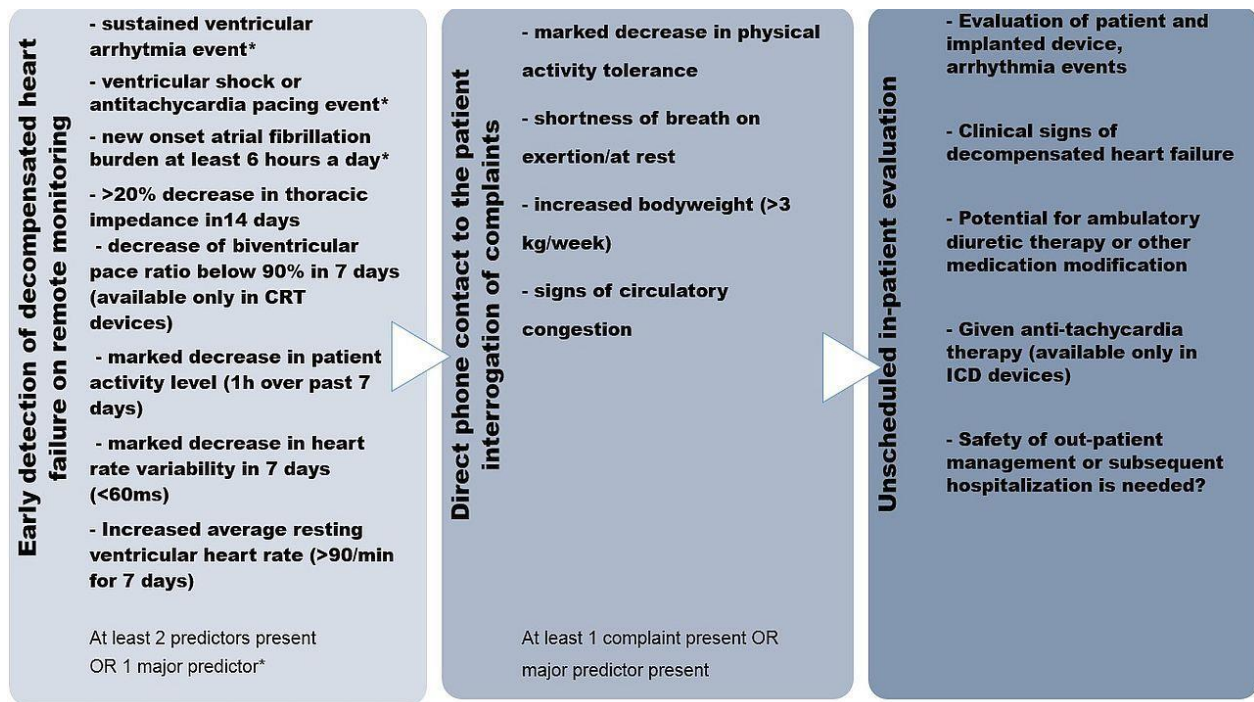 Early detection of decompensated heart
failure on remote monitoring
- sustained ventricular
arrhytmia event*
- ventricular shock or
antitachycardia pacing event*
- new onset atrial fibrillation
burden at least 6 hours a day*
- >20% decrease in thoracic
impedance in14 days
- decrease of biventricular
pace ratio below 90% in 7 days
(available only in CRT
devices)
- marked decrease in patient
activity level (1h over past 7
days)
- marked decrease in heart
rate variability in 7 days
(<60ms)
- Increased average resting
ventricular heart rate (>90/min
for 7 days)
At least 2 predictors present
OR 1 major predictor*
Direct phone contact to the patient
interrogation of complaints
- marked decrease in physical
activity tolerance
- shortness of breath on
exertion/at rest
- increased bodyweight (>3
kg/week)
- signs of circulatory
congestion
At least 1 complaint present OR
major predictor present
Unscheduled in-patient evaluation
- Evaluation of patient and
implanted device,
arrhythmia events
- Clinical signs of
decompensated heart failure
- Potential for ambulatory
diuretic therapy or other
medication modification
- Given anti-tachycardia
therapy (available only in
ICD devices)
- Safety of out-patient
management or subsequent
hospitalization is needed?